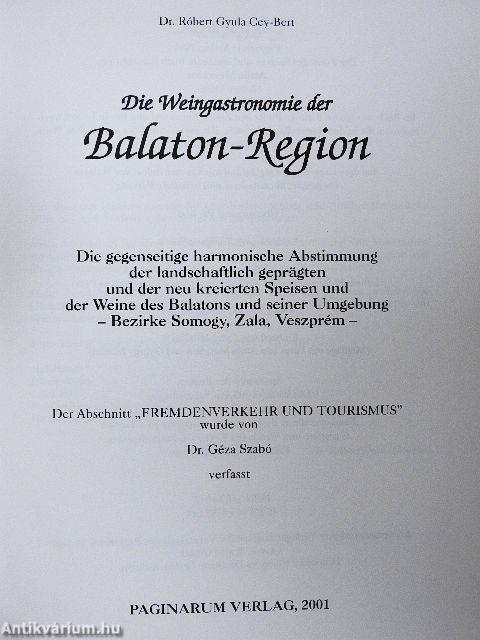 Dr. Róbert Gyula Cey-Bert
Die Weingastronomie der
Balaton-Region
Die gegenseitige harmonische Abstimmung
der landschaftlich geprägten
und der neu kreierten Speisen und
der Weine des Balatons und seiner Umgebung
– Bezirke Somogy, Zala, Veszprém –
Der Abschnitt „FREMDENVERKEHR UND TOURISMUS”
wurde von
Dr. Géza Szabó
verfasst
PAGINARUM VERLAG, 2001
Antikvárium.hu